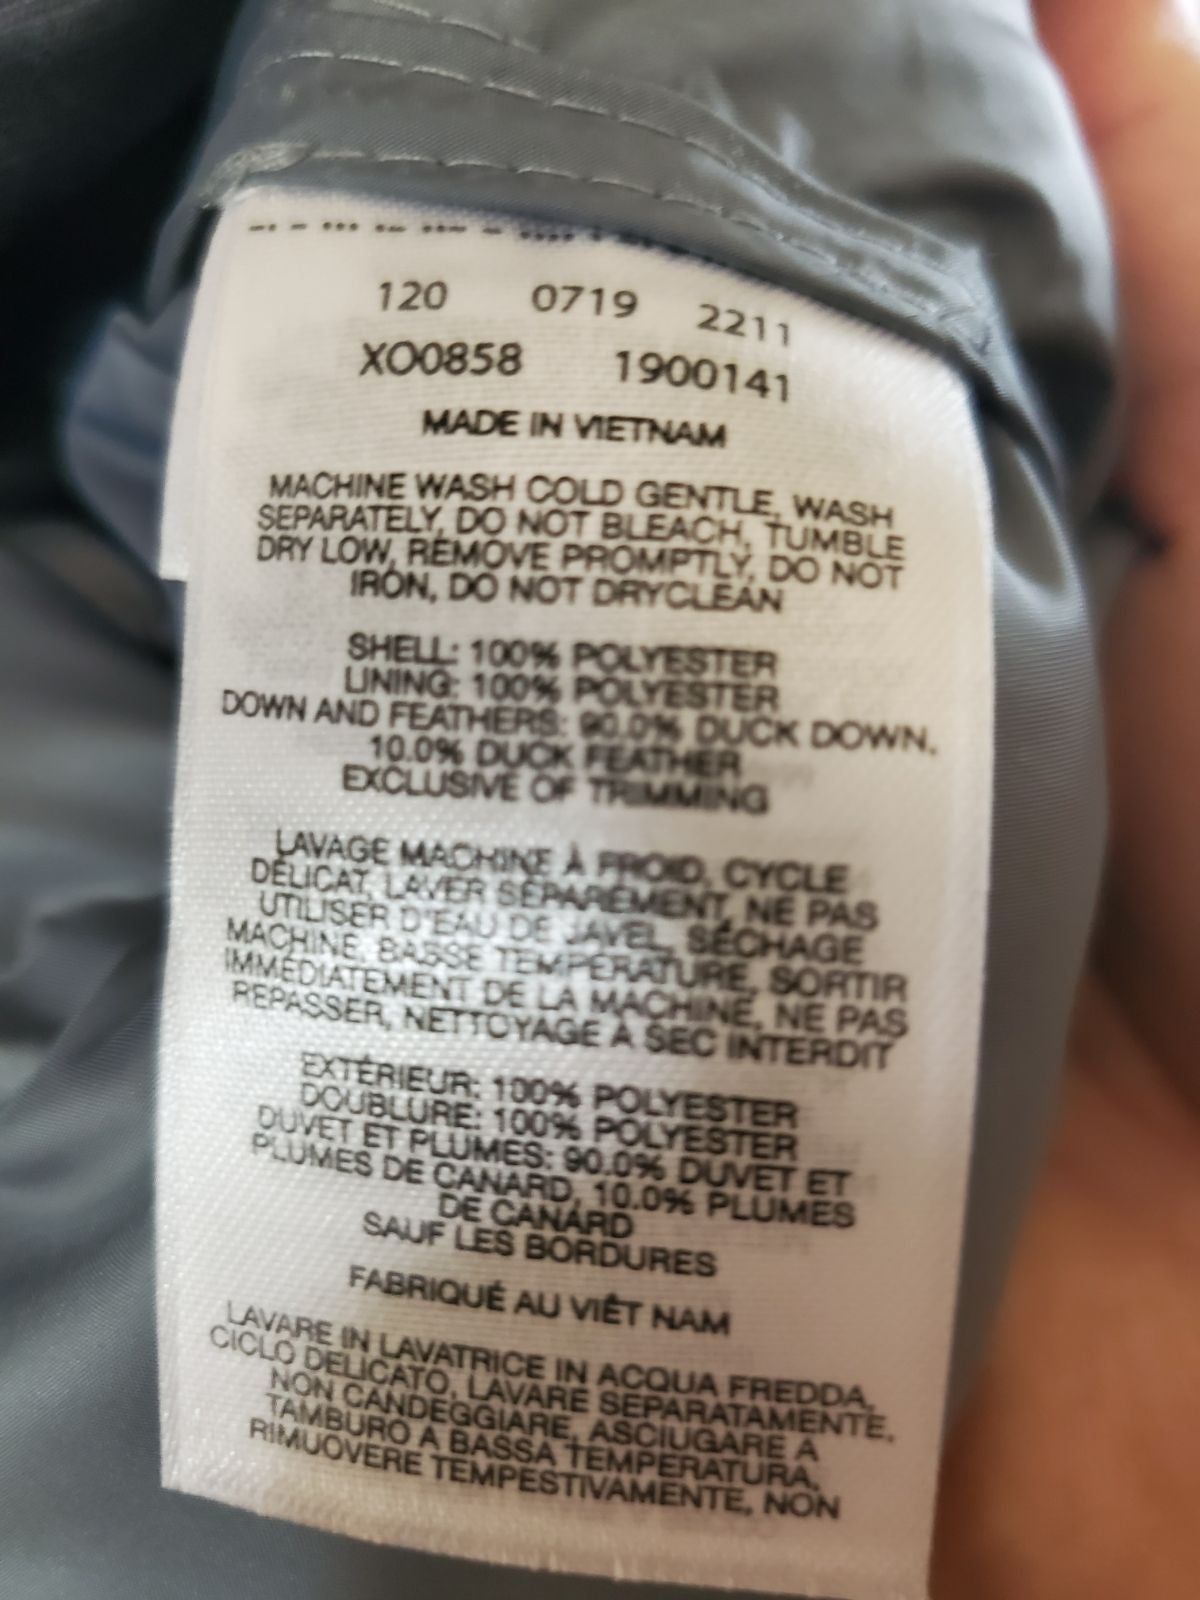 120 0719 2211
XO0858 1900141
MADE IN VIETNAM
MACHINE WASH COLD GENTLE, WASH
SEPARATELY, DO NOT BLEACH, TUMBLE
DRY LOW, REMOVE PROMPTLY, DO NOT
IRON, DO NOT DRYCLEAN
SHELL: 100% POLYESTER
LINING: 100% POLYESTER
DOWN AND FEATHERS: 90.0% DUCK DOWN,
10.0% DUCK FEATHER
EXCLUSIVE OF TRIMMING
LAVAGE MACHINE À FROID, CYCLE
DÉLICAT, LAVER SÉPARÉMENT, NE PAS
UTILISER D'EAU DE JAVEL, SÉCHAGE
MACHINE, BASSE TEMPÉRATURE, SORTIR
IMMÉDIATEMENT DE LA MACHINE, NE PAS
REPASSER, NETTOYAGE À SEC INTERDIT
EXTÉRIEUR: 100% POLYESTER
DOUBLURE: 100% POLYESTER
DUVET ET PLUMES: 90.0% DUVET ET
PLUMES DE CANARD, 10.0% PLUMES
DE CANARD
SAUF LES BORDURES
FABRIQUÉ AU VIÊT NAM
LAVARE IN LAVATRICE IN ACQUA FREDDA,
CICLO DELICATO, LAVARE SEPARATAMENTE,
NON CANDEGGIARE, ASCIUGARE A
TAMBURO A BASSA TEMPERATURA,
RIMUOVERE TEMPESTIVAMENTE, NON